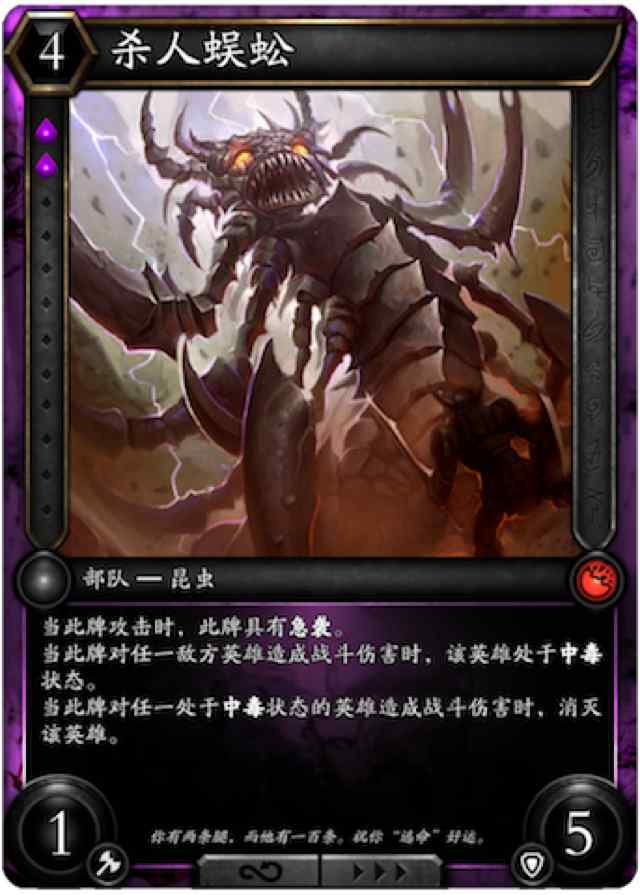 4
杀人蜈蚣
部队 — 昆虫
当此牌攻击时，此牌具有急袭。
当此牌对任一敌方英雄造成战斗伤害时，该英雄处于中毒
状态。
当此牌对任一处于中毒状态的英雄造成战斗伤害时，消灭
该英雄。
1
5
你有两条腿，而他有一百条。祝你“逃命”好运。